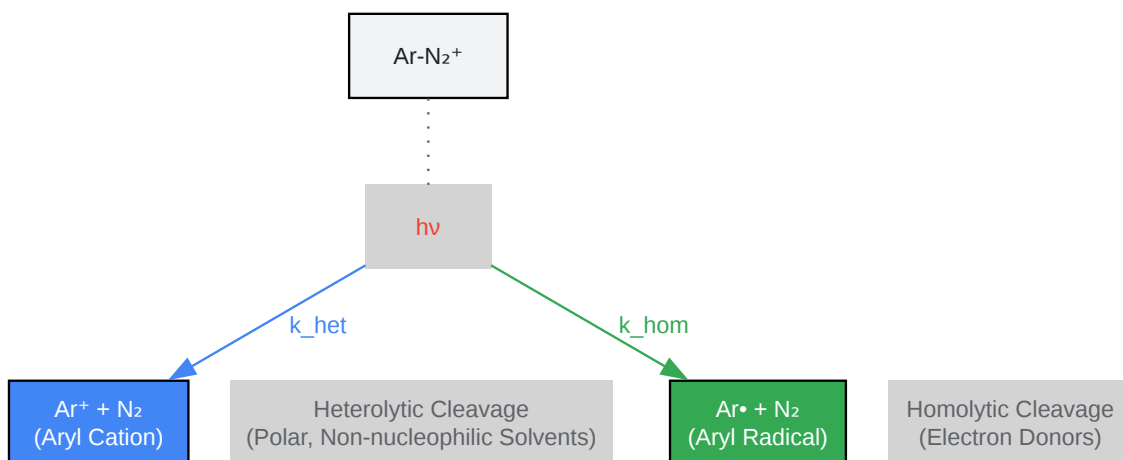 Ar-N₂⁺
hν
k_het
k_hom
Ar⁺ + N₂
(Aryl Cation)
Heterolytic Cleavage
(Polar, Non-nucleophilic Solvents)
Ar• + N₂
(Aryl Radical)
Homolytic Cleavage
(Electron Donors)